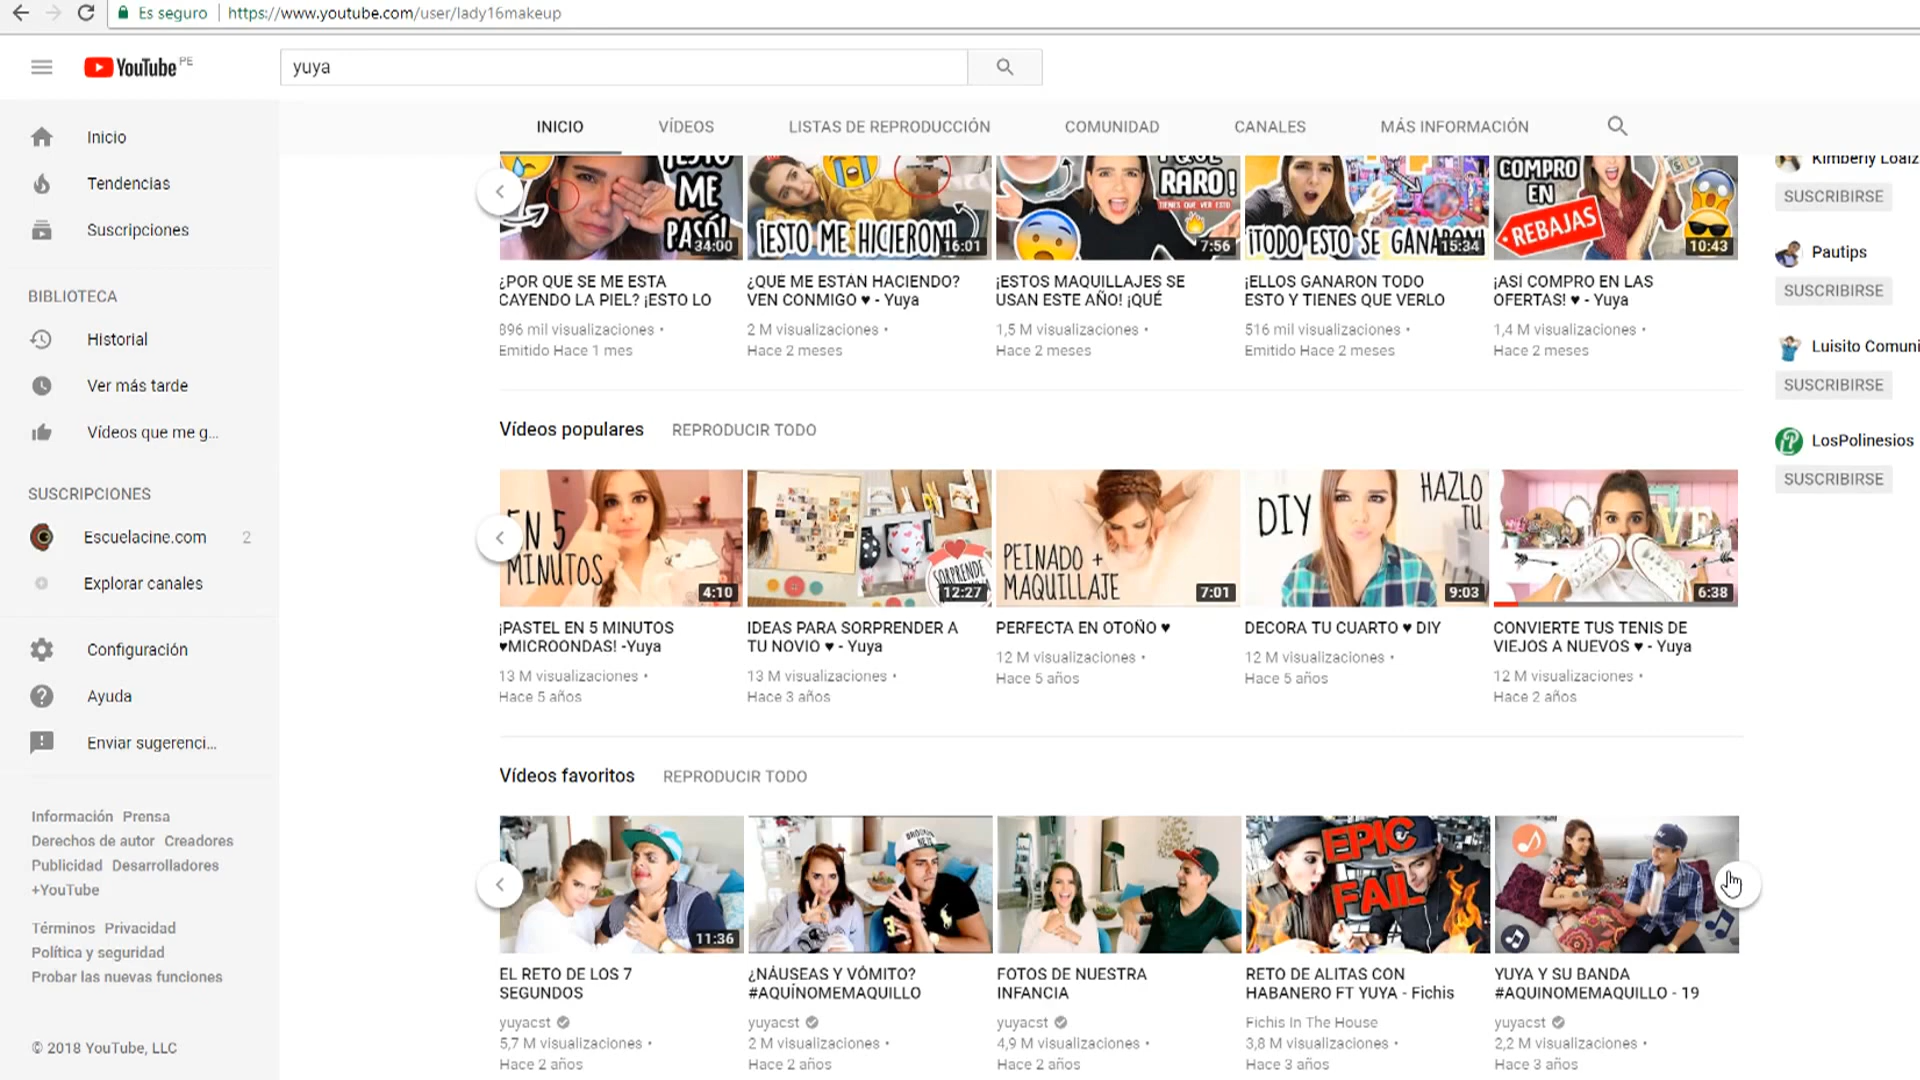 Es seguro
https://www.youtube.com/user/lady16makeup
YouTube PE
yuya
INICIO VÍDEOS LISTAS DE REPRODUCCIÓN COMUNIDAD CANALES MÁS INFORMACIÓN
Inicio
Tendencias
Suscripciones
BIBLIOTECA
Historial
Ver más tarde
Vídeos que me g...
SUSCRIPCIONES
Escuelacine.com 2
Explorar canales
Configuración
Ayuda
Enviar sugerenci...
Información Prensa
Derechos de autor Creadores
Publicidad Desarrolladores
+YouTube
Términos Privacidad
Política y seguridad
Probar las nuevas funciones
© 2018 YouTube, LLC
¡ESTO
ME
PASÓ!
34:00
¿POR QUE SE ME ESTA
CAYENDO LA PIEL? ¡ESTO LO
896 mil visualizaciones •
Emitido Hace 1 mes
¡ESTO ME HICIERON!
16:01
¿QUE ME ESTAN HACIENDO?
VEN CONMIGO ♥ - Yuya
2 M visualizaciones •
Hace 2 meses
¡QUÉ
RARO!
TIENES QUE VER ESTO
7:56
¡ESTOS MAQUILLAJES SE
USAN ESTE AÑO! ¡QUÉ
1,5 M visualizaciones •
Hace 2 meses
¡TODO ESTO SE GANARON!
15:34
¡ELLOS GANARON TODO
ESTO Y TIENES QUE VERLO
516 mil visualizaciones •
Emitido Hace 2 meses
COMPRO
EN
REBAJAS
10:43
¡ASI COMPRO EN LAS
OFERTAS! ♥ - Yuya
1,4 M visualizaciones •
Hace 2 meses
Vídeos populares REPRODUCIR TODO
EN 5
MINUTOS
4:10
¡PASTEL EN 5 MINUTOS
♥MICROONDAS! -Yuya
13 M visualizaciones •
Hace 5 años
SORPRENDE
12:27
IDEAS PARA SORPRENDER A
TU NOVIO ♥ - Yuya
13 M visualizaciones •
Hace 3 años
PEINADO +
MAQUILLAJE
7:01
PERFECTA EN OTOÑO ♥
12 M visualizaciones •
Hace 5 años
DIY
HAZLO
TU
9:03
DECORA TU CUARTO ♥ DIY
12 M visualizaciones •
Hace 5 años
6:38
CONVIERTE TUS TENIS DE
VIEJOS A NUEVOS ♥ - Yuya
12 M visualizaciones •
Hace 2 años
Vídeos favoritos REPRODUCIR TODO
11:36
EL RETO DE LOS 7
SEGUNDOS
yuyacst
5,7 M visualizaciones •
Hace 2 años
BROOKLYN
¿NÁUSEAS Y VÓMITO?
#AQUÍNOMEMAQUILLO
yuyacst
2 M visualizaciones •
Hace 2 años
FOTOS DE NUESTRA
INFANCIA
yuyacst
4,9 M visualizaciones •
Hace 2 años
EPIC
FAIL
RETO DE ALITAS CON
HABANERO FT YUYA - Fichis
Fichis In The House
3,8 M visualizaciones •
Hace 3 años
YUYA Y SU BANDA
#AQUINOMEMAQUILLO - 19
yuyacst
2,2 M visualizaciones •
Hace 3 años
Kimberly Loaiz
SUSCRIBIRSE
Pautips
SUSCRIBIRSE
Luisito Comuni
SUSCRIBIRSE
LosPolinesios
SUSCRIBIRSE